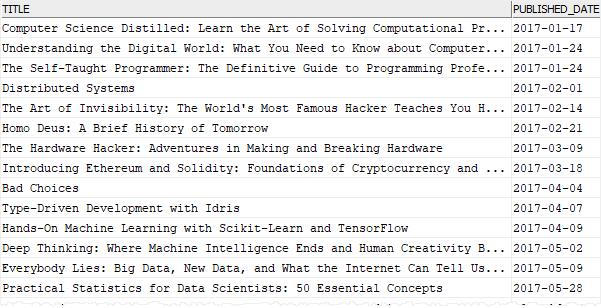 TITLE PUBLISHED_DATE
Computer Science Distilled: Learn the Art of Solving Computational Pr... 2017-01-17
Understanding the Digital World: What You Need to Know about Computer... 2017-01-24
The Self-Taught Programmer: The Definitive Guide to Programming Profe... 2017-01-24
Distributed Systems 2017-02-01
The Art of Invisibility: The World's Most Famous Hacker Teaches You H... 2017-02-14
Homo Deus: A Brief History of Tomorrow 2017-02-21
The Hardware Hacker: Adventures in Making and Breaking Hardware 2017-03-09
Introducing Ethereum and Solidity: Foundations of Cryptocurrency and ... 2017-03-18
Bad Choices 2017-04-04
Type-Driven Development with Idris 2017-04-07
Hands-On Machine Learning with Scikit-Learn and TensorFlow 2017-04-09
Deep Thinking: Where Machine Intelligence Ends and Human Creativity B... 2017-05-02
Everybody Lies: Big Data, New Data, and What the Internet Can Tell Us... 2017-05-09
Practical Statistics for Data Scientists: 50 Essential Concepts 2017-05-28